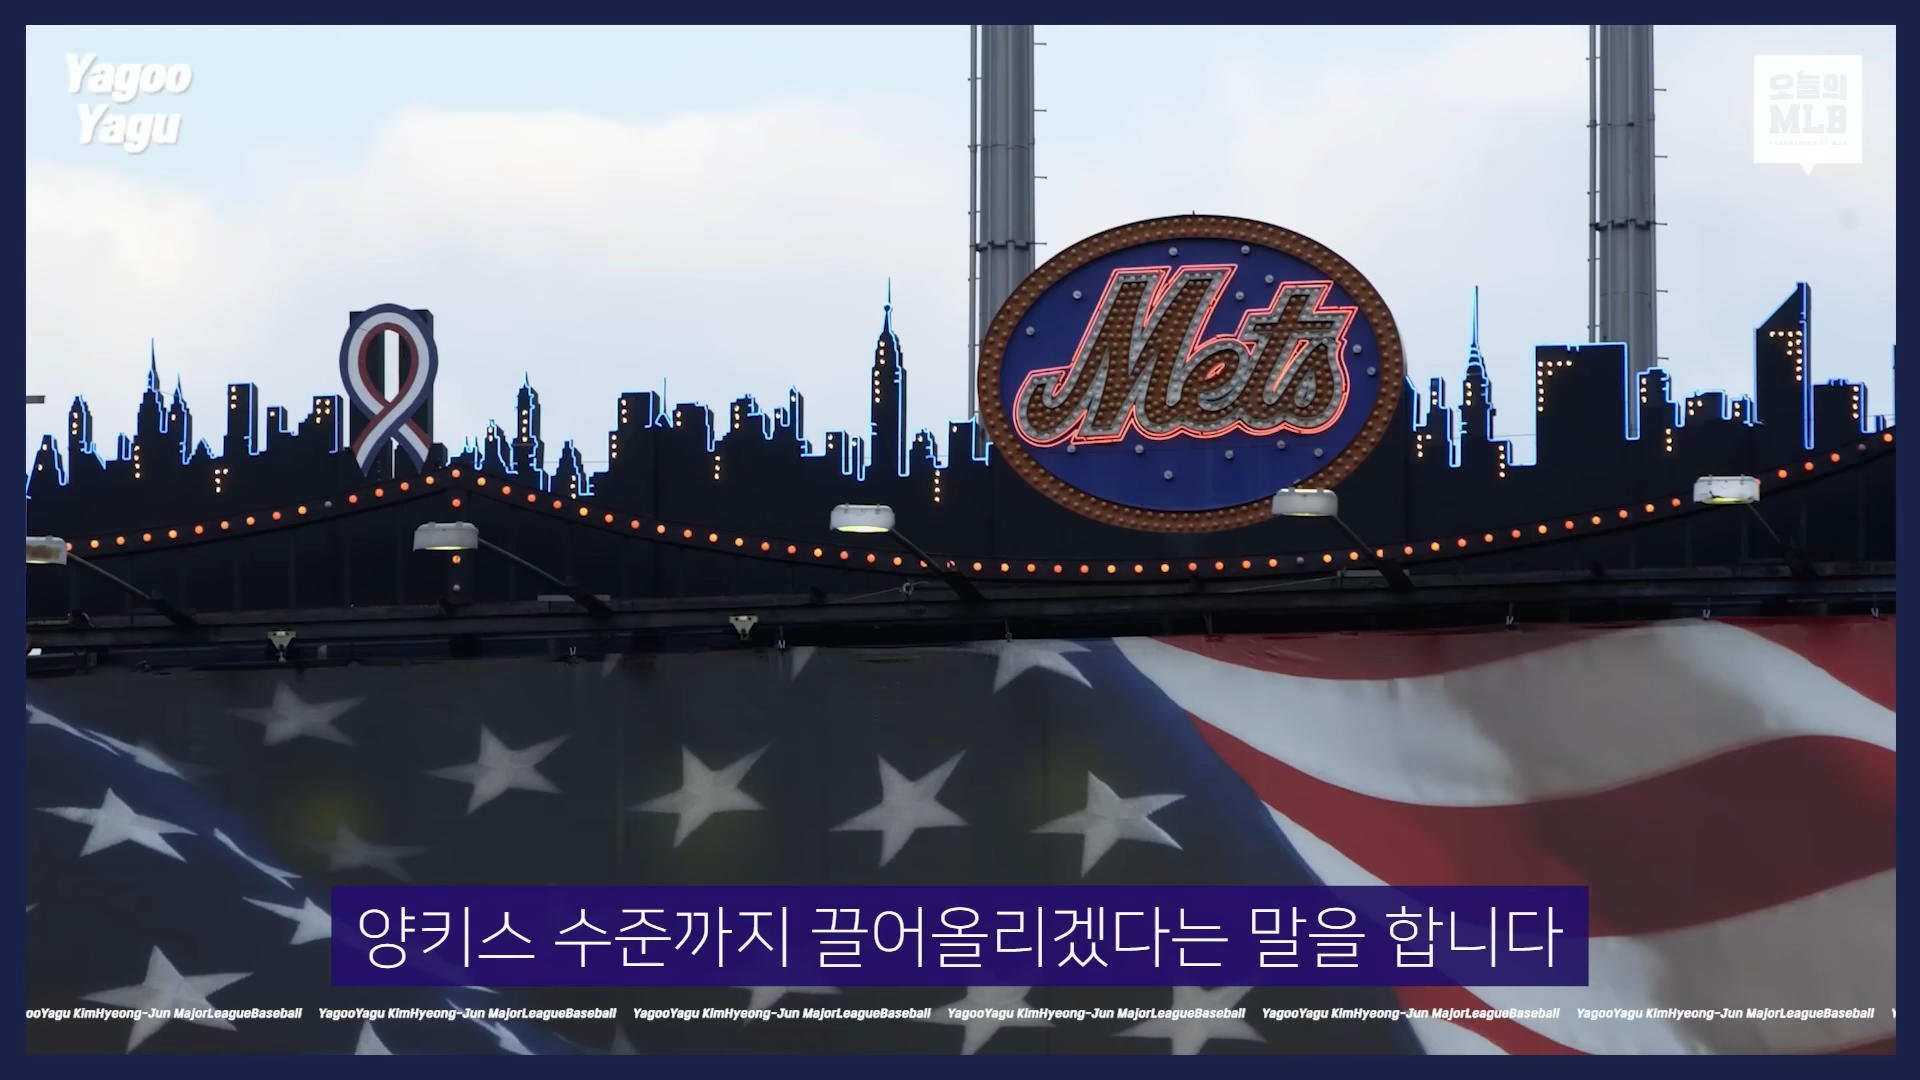 Yagoo
Yagu
오늘의
MLB
Mets
양키스 수준까지 끌어올리겠다는 말을 합니다
ooYagu KimHyeong-Jun MajorLeagueBaseball YagooYagu KimHyeong-Jun MajorLeagueBaseball YagooYagu KimHyeong-Jun MajorLeagueBaseball YagooYagu KimHyeong-Jun MajorLeagueBaseball YagooYagu KimHyeong-Jun MajorLeagueBaseball YagooYagu KimHyeong-Jun MajorLeagueBaseball Y